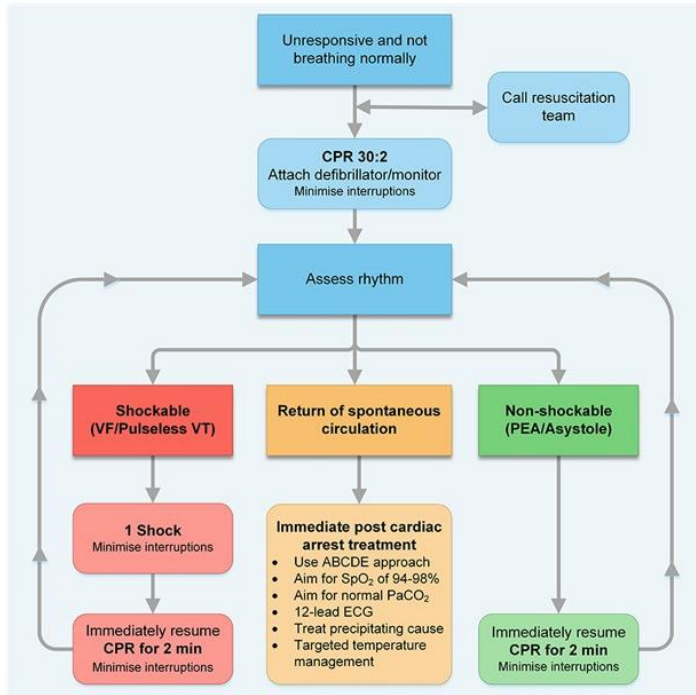 Unresponsive and not
breathing normally
Call resuscitation
team
CPR 30:2
Attach defibrillator/monitor
Minimise interruptions
Assess rhythm
Shockable
(VF/Pulseless VT)
Return of spontaneous
circulation
Non-shockable
(PEA/Asystole)
1 Shock
Minimise interruptions
Immediately resume
CPR for 2 min
Minimise interruptions
Immediate post cardiac
arrest treatment
• Use ABCDE approach
• Aim for SpO₂ of 94-98%
• Aim for normal PaCO₂
• 12-lead ECG
• Treat precipitating cause
• Targeted temperature
management
Immediately resume
CPR for 2 min
Minimise interruptions